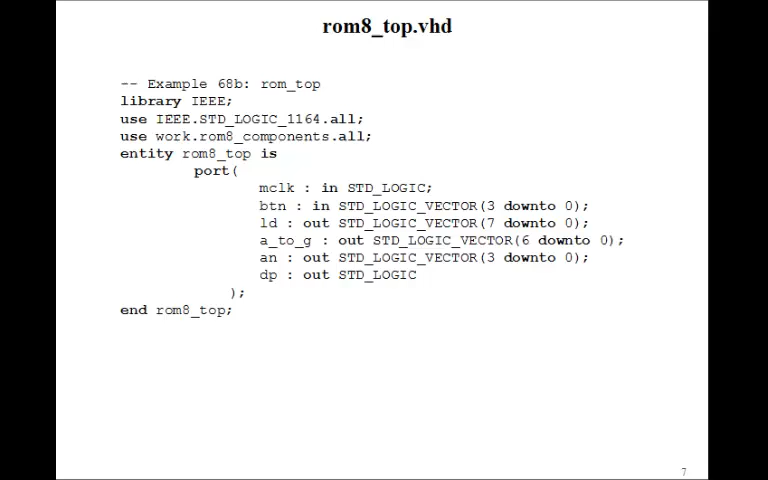 rom8_top.vhd
-- Example 68b: rom_top
library IEEE;
use IEEE.STD_LOGIC_1164.all;
use work.rom8_components.all;
entity rom8_top is
port(
mclk : in STD_LOGIC;
btn : in STD_LOGIC_VECTOR(3 downto 0);
ld : out STD_LOGIC_VECTOR(7 downto 0);
a_to_g : out STD_LOGIC_VECTOR(6 downto 0);
an : out STD_LOGIC_VECTOR(3 downto 0);
dp : out STD_LOGIC
);
end rom8_top;
7